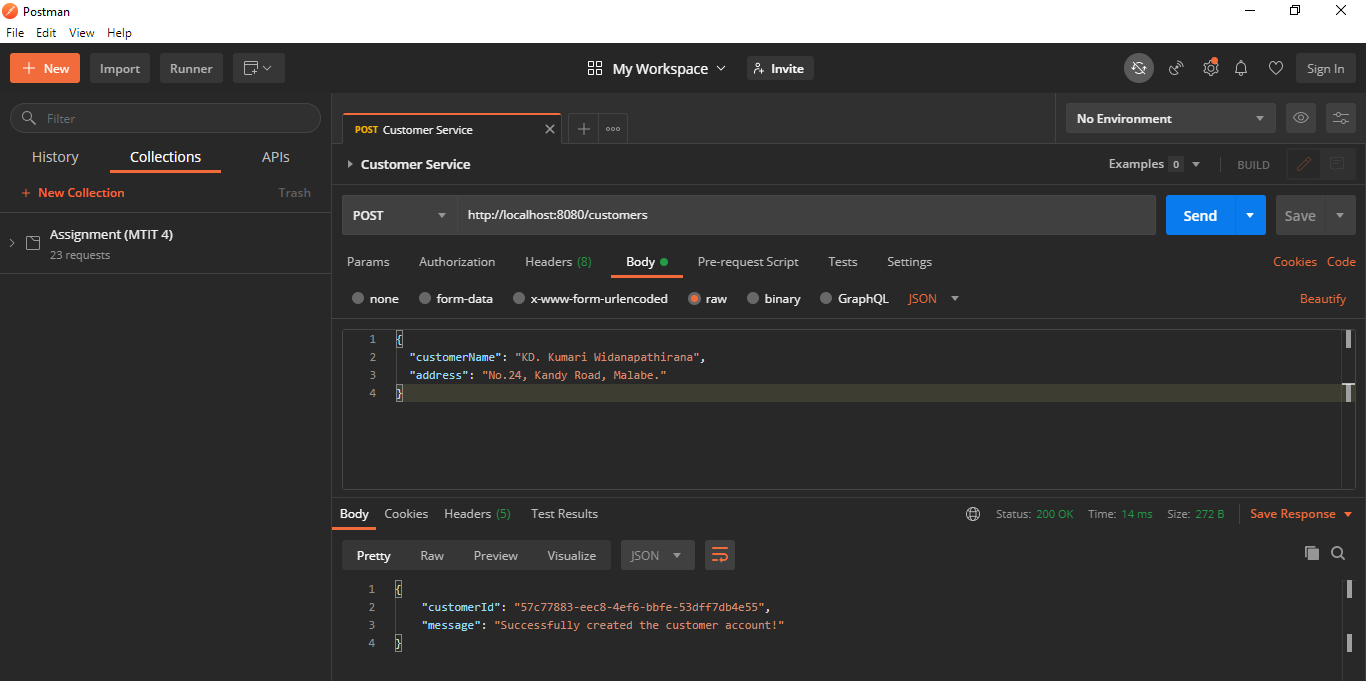 Postman
File Edit View Help
+ New Import Runner My Workspace Invite Sign In
Filter
History Collections APIs
+ New Collection Trash
Assignment (MTIT 4)
23 requests
POST Customer Service
No Environment
Customer Service Examples 0 BUILD
POST http://localhost:8080/customers Send Save
Params Authorization Headers (8) Body Pre-request Script Tests Settings Cookies Code
none form-data x-www-form-urlencoded raw binary GraphQL JSON Beautify
1 {
2 "customerName": "KD. Kumari Widanapathirana",
3 "address": "No.24, Kandy Road, Malabe."
4 }
Body Cookies Headers (5) Test Results Status: 200 OK Time: 14 ms Size: 272 B Save Response
Pretty Raw Preview Visualize JSON
1 {
2 "customerId": "57c77883-eec8-4ef6-bbfe-53dff7db4e55",
3 "message": "Successfully created the customer account!"
4 }